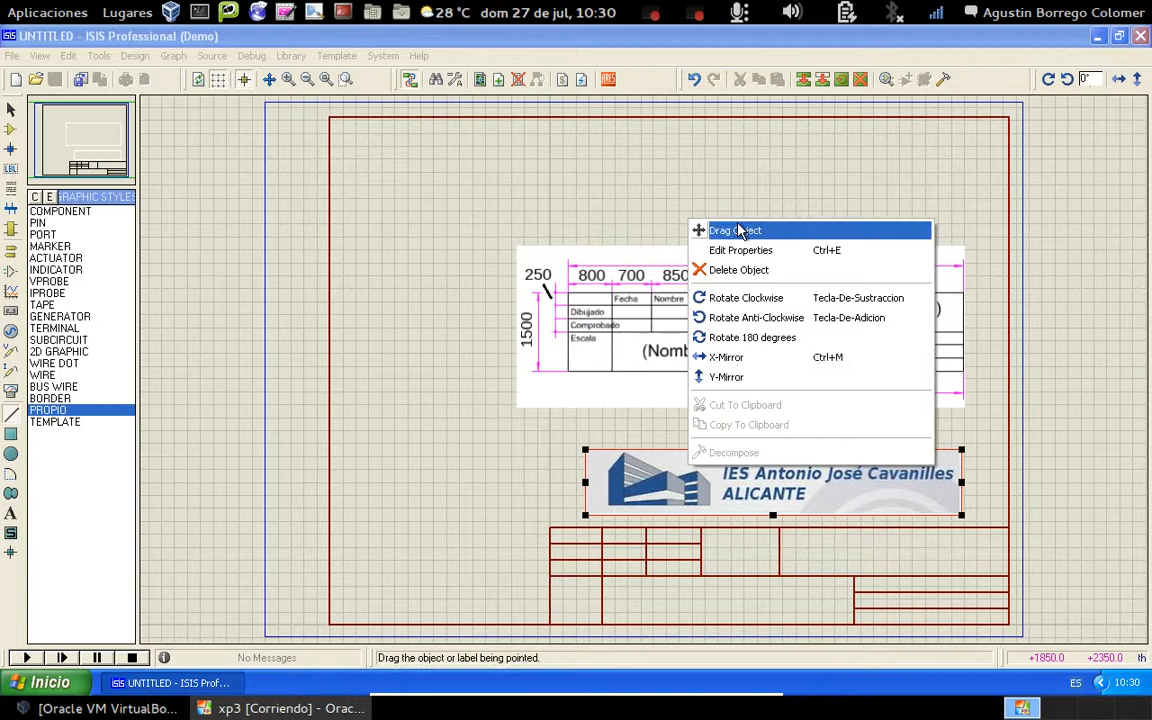 Aplicaciones Lugares 28 °C dom 27 de jul, 10:30 Agustin Borrego Colomer
UNTITLED - ISIS Professional (Demo)
File View Edit Tools Design Graph Source Debug Library Template System Help
0°
LBL
C E GRAPHIC STYLES
COMPONENT
PIN
PORT
MARKER
ACTUATOR
INDICATOR
VPROBE
IPROBE
TAPE
GENERATOR
TERMINAL
SUBCIRCUIT
2D GRAPHIC
WIRE DOT
WIRE
BUS WIRE
BORDER
PROPIO
TEMPLATE
Drag Object
Edit Properties Ctrl+E
Delete Object
Rotate Clockwise Tecla-De-Sustraccion
Rotate Anti-Clockwise Tecla-De-Adicion
Rotate 180 degrees
X-Mirror Ctrl+M
Y-Mirror
Cut To Clipboard
Copy To Clipboard
Decompose
250 800 700 850
Fecha Nombre
Dibujado
Comprobado
Escala
1500
(Nomb
)
IES Antonio José Cavanilles
ALICANTE
No Messages Drag the object or label being pointed. +1850.0 +2350.0 th
Inicio UNTITLED - ISIS Prof... ES 10:30
[Oracle VM VirtualBo... xp3 [Corriendo] - Orac...